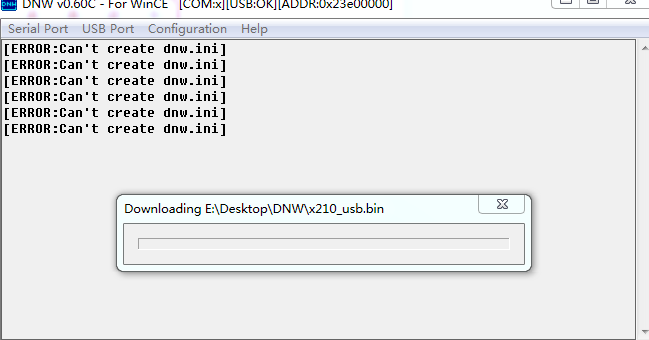 DNW DNW v0.60C - For WinCE [COM:x][USB:OK][ADDR:0x23e00000]
Serial Port USB Port Configuration Help
[ERROR:Can't create dnw.ini]
[ERROR:Can't create dnw.ini]
[ERROR:Can't create dnw.ini]
[ERROR:Can't create dnw.ini]
[ERROR:Can't create dnw.ini]
[ERROR:Can't create dnw.ini]
Downloading E:\Desktop\DNW\x210_usb.bin